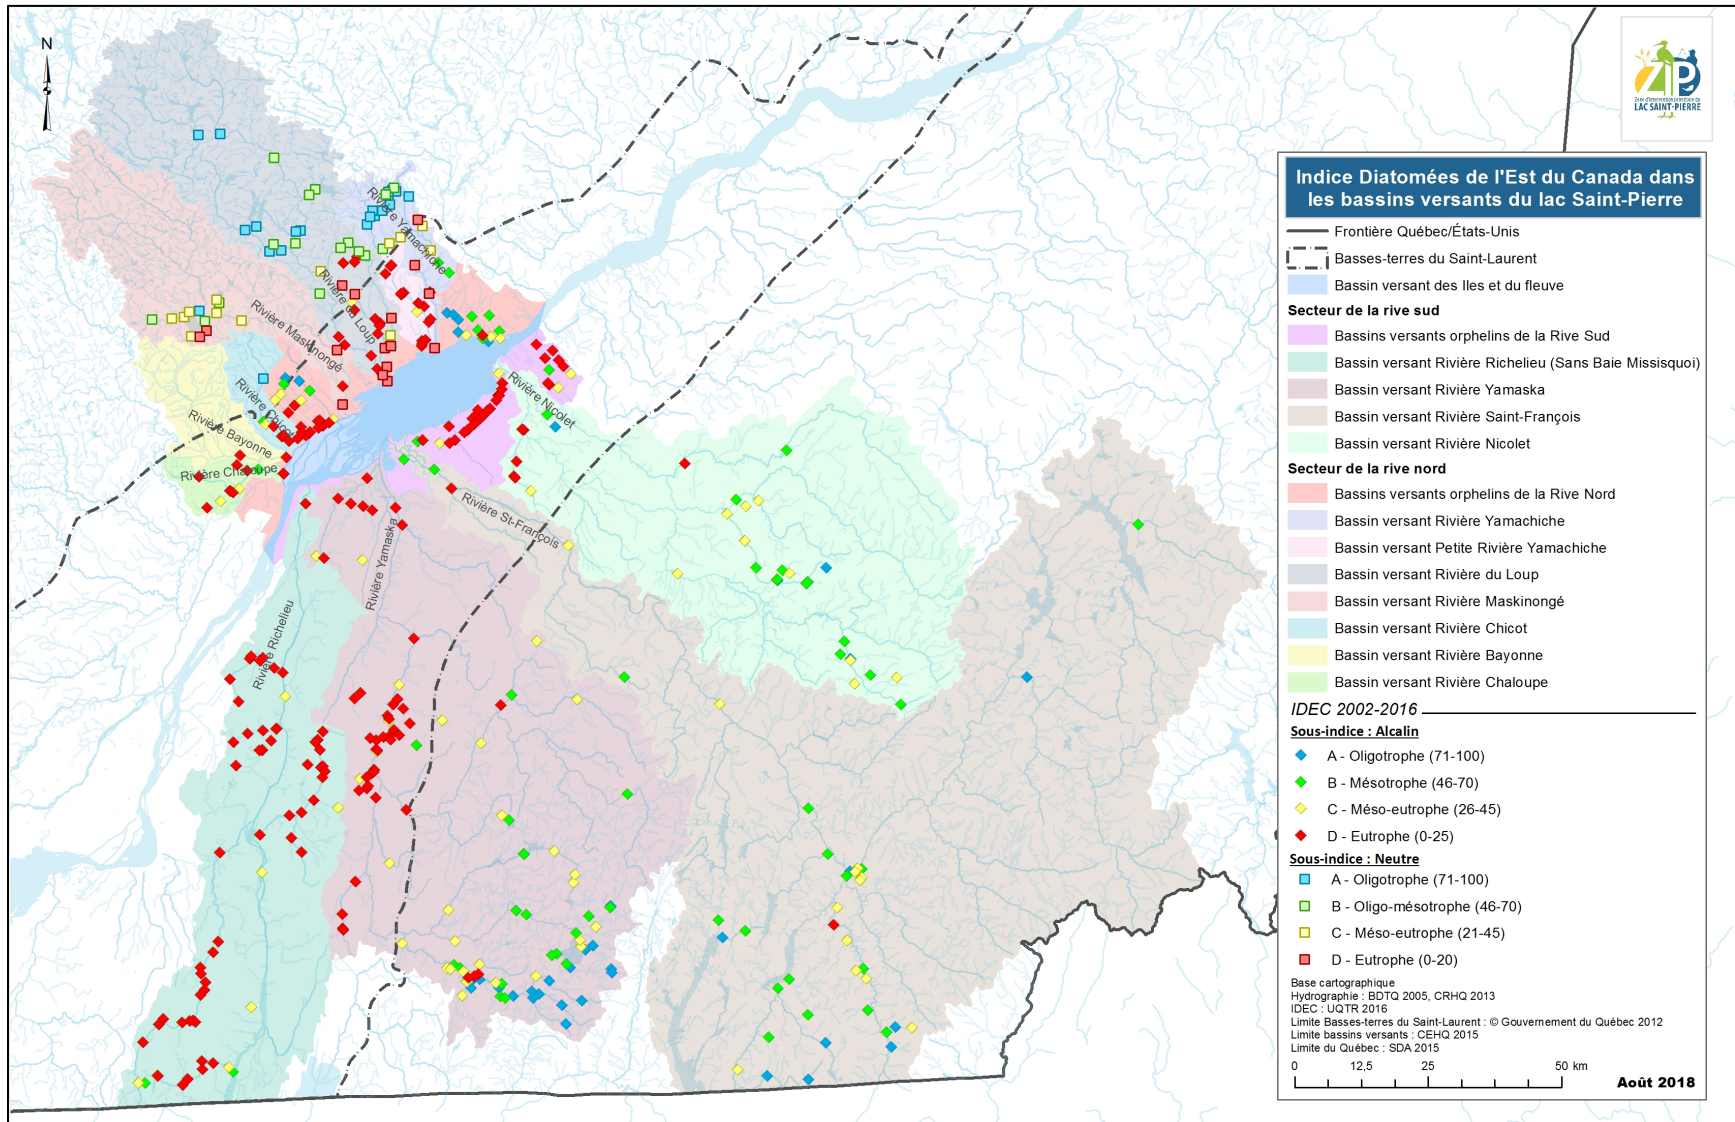 N
ZIP
Zone d'intervention prioritaire du
LAC SAINT-PIERRE
Indice Diatomées de l'Est du Canada dans
les bassins versants du lac Saint-Pierre
Frontière Québec/États-Unis
Basses-terres du Saint-Laurent
Bassin versant des Iles et du fleuve
Secteur de la rive sud
Bassins versants orphelins de la Rive Sud
Bassin versant Rivière Richelieu (Sans Baie Missisquoi)
Bassin versant Rivière Yamaska
Bassin versant Rivière Saint-François
Bassin versant Rivière Nicolet
Secteur de la rive nord
Bassins versants orphelins de la Rive Nord
Bassin versant Rivière Yamachiche
Bassin versant Petite Rivière Yamachiche
Bassin versant Rivière du Loup
Bassin versant Rivière Maskinongé
Bassin versant Rivière Chicot
Bassin versant Rivière Bayonne
Bassin versant Rivière Chaloupe
IDEC 2002-2016
Sous-indice : Alcalin
A - Oligotrophe (71-100)
B - Mésotrophe (46-70)
C - Méso-eutrophe (26-45)
D - Eutrophe (0-25)
Sous-indice : Neutre
A - Oligotrophe (71-100)
B - Oligo-mésotrophe (46-70)
C - Méso-eutrophe (21-45)
D - Eutrophe (0-20)
Base cartographique
Hydrographie : BDTQ 2005, CRHQ 2013
IDEC : UQTR 2016
Limite Basses-terres du Saint-Laurent : © Gouvernement du Québec 2012
Limite bassins versants : CEHQ 2015
Limite du Québec : SDA 2015
0 12,5 25 50 km
Août 2018
Rivière Yamachiche
Rivière du Loup
Rivière Maskinongé
Rivière Chicot
Rivière Bayonne
Rivière Chaloupe
Rivière Nicolet
Rivière St-François
Rivière Yamaska
Rivière Richelieu